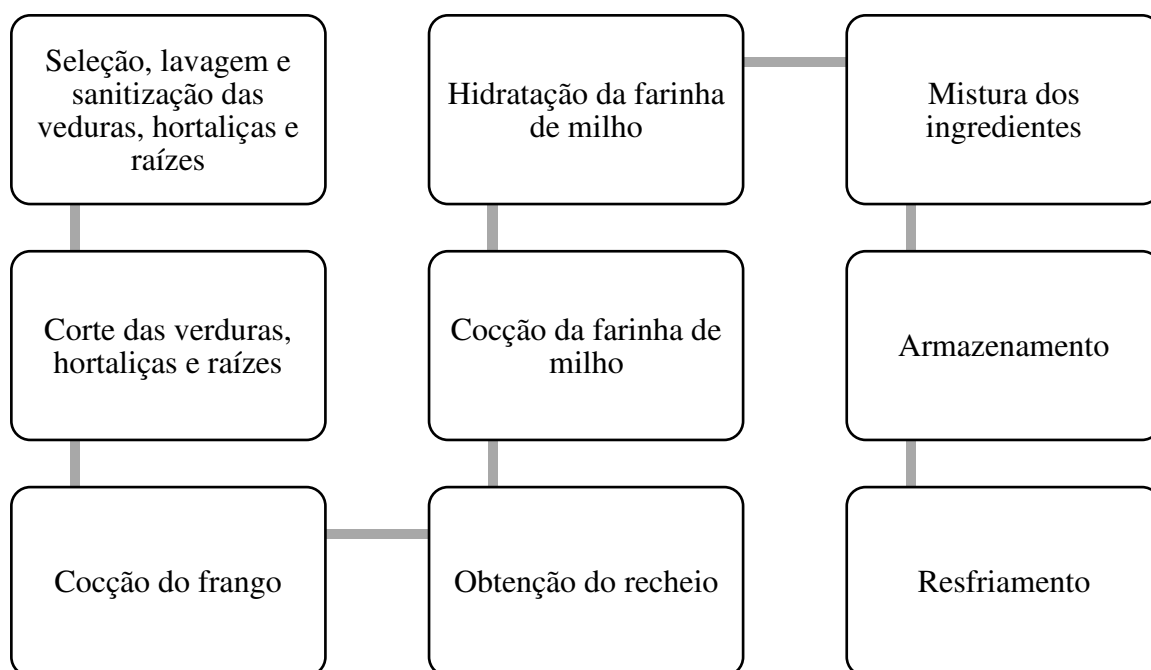 Seleção, lavagem e
sanitização das
veduras, hortaliças e
raízes
Corte das verduras,
hortaliças e raízes
Cocção do frango
Obtenção do recheio
Cocção da farinha de
milho
Hidratação da farinha
de milho
Mistura dos
ingredientes
Armazenamento
Resfriamento